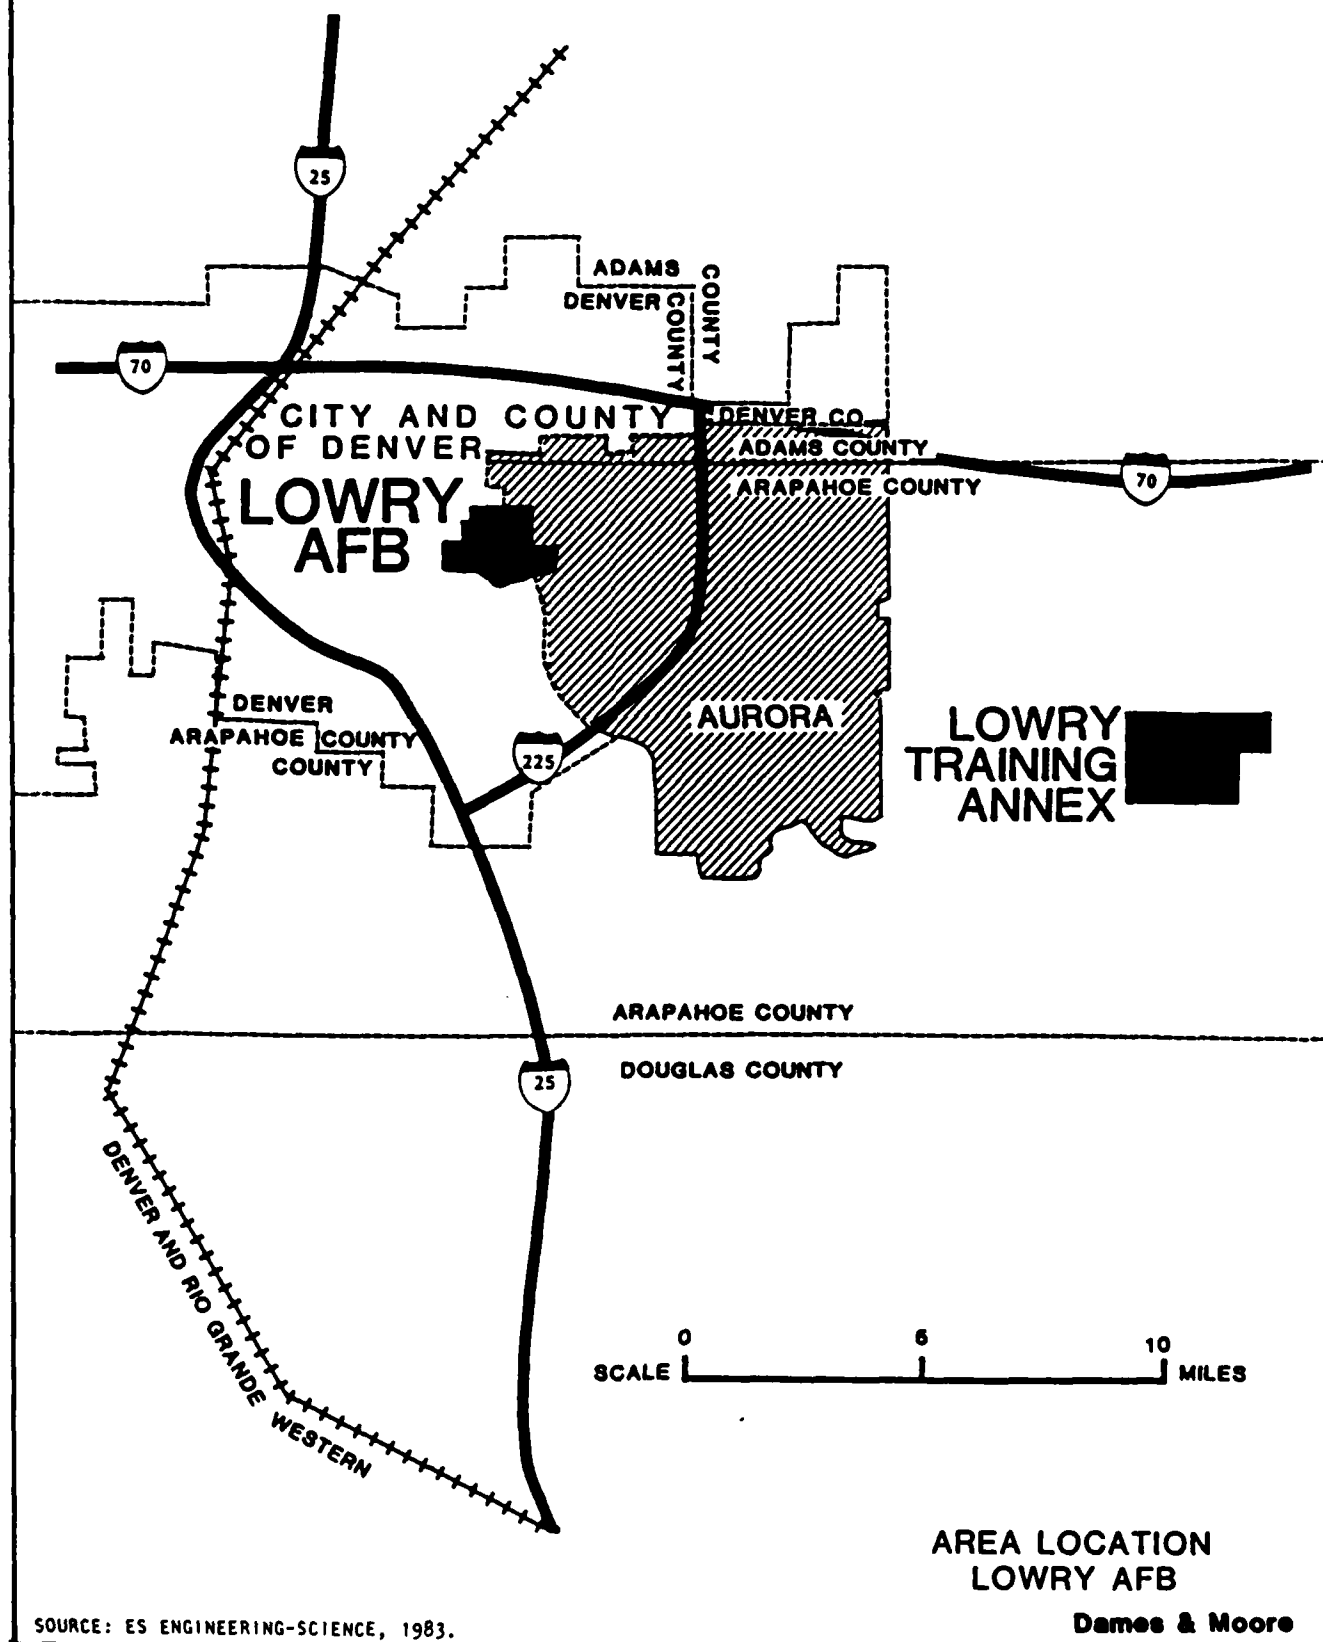 25
ADAMS
COUNTY
DENVER
COUNTY
70
CITY AND COUNTY
OF DENVER
DENVER CO.
ADAMS COUNTY
ARAPAHOE COUNTY
70
LOWRY
AFB
DENVER
ARAPAHOE COUNTY
COUNTY
225
AURORA
LOWRY
TRAINING
ANNEX
ARAPAHOE COUNTY
DOUGLAS COUNTY
25
DENVER AND RIO GRANDE WESTERN
0 5 10
SCALE MILES
AREA LOCATION
LOWRY AFB
Dames & Moore
SOURCE: ES ENGINEERING-SCIENCE, 1983.